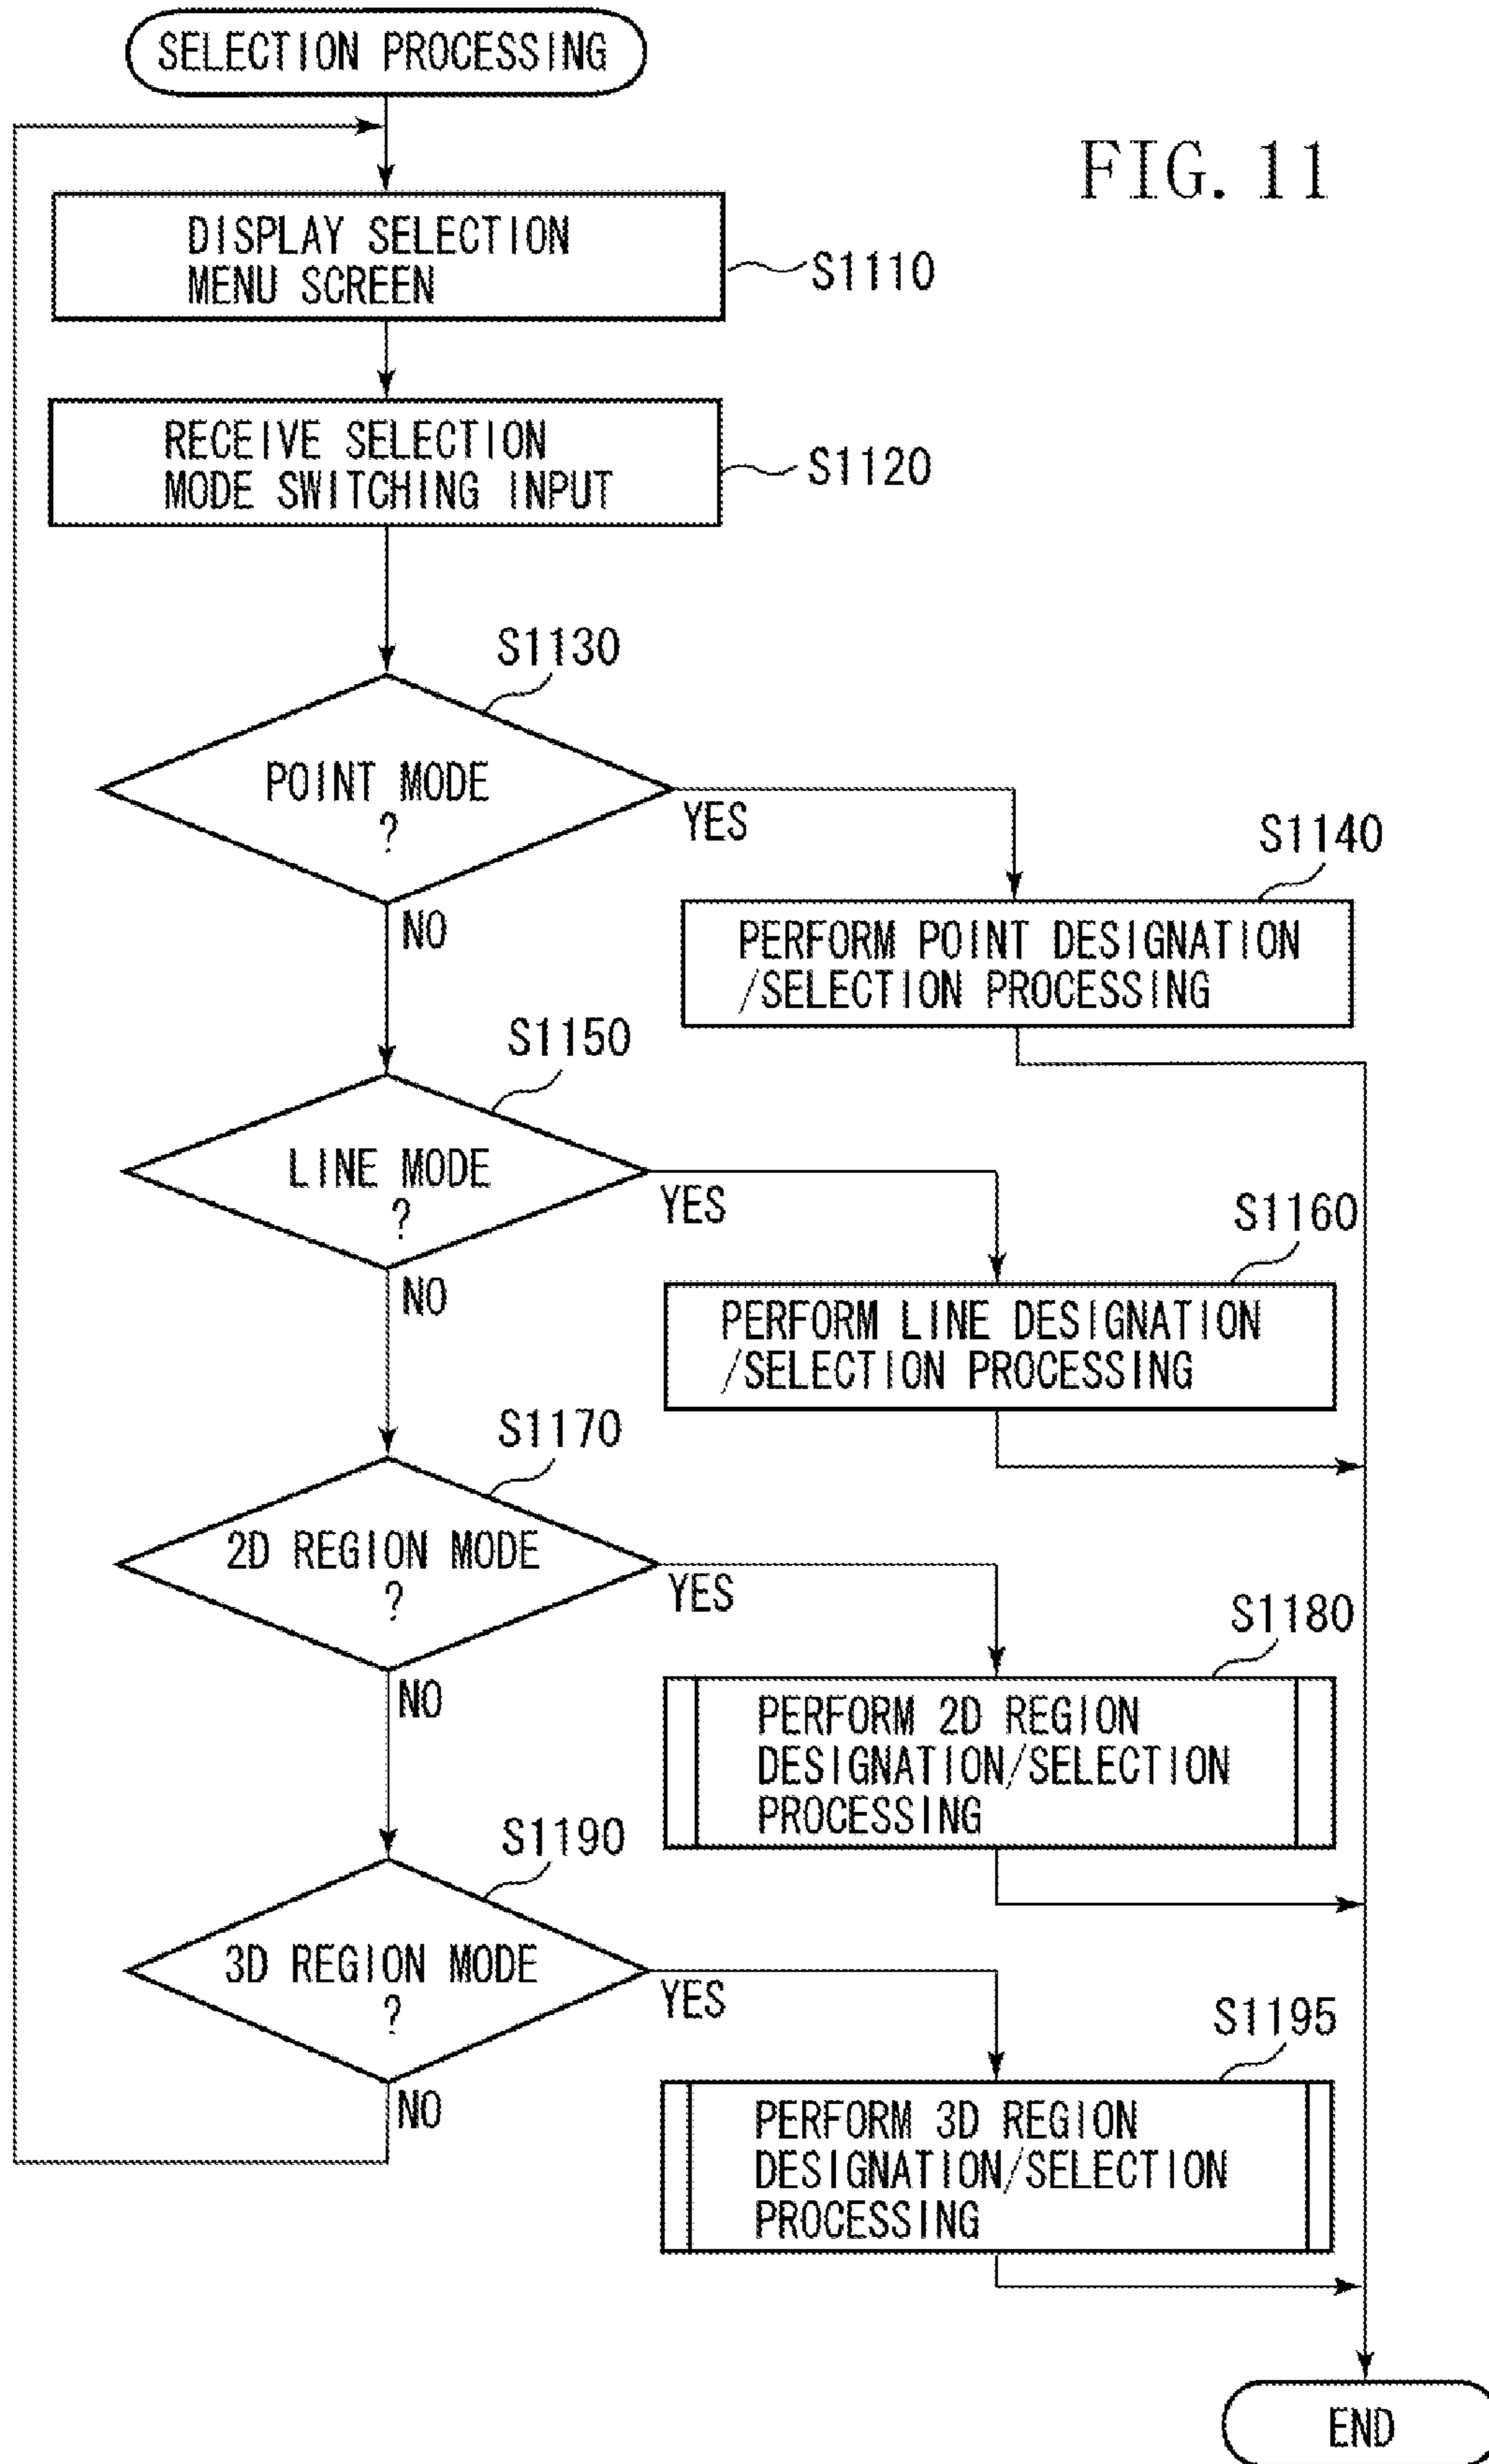 SELECTION PROCESSING
FIG. 11
DISPLAY SELECTION
MENU SCREEN
S1110
RECEIVE SELECTION
MODE SWITCHING INPUT
S1120
S1130
POINT MODE
?
YES
NO
S1140
PERFORM POINT DESIGNATION
/SELECTION PROCESSING
S1150
LINE MODE
?
YES
NO
S1160
PERFORM LINE DESIGNATION
/SELECTION PROCESSING
S1170
2D REGION MODE
?
YES
NO
S1180
PERFORM 2D REGION
DESIGNATION/SELECTION
PROCESSING
S1190
3D REGION MODE
?
YES
NO
S1195
PERFORM 3D REGION
DESIGNATION/SELECTION
PROCESSING
END